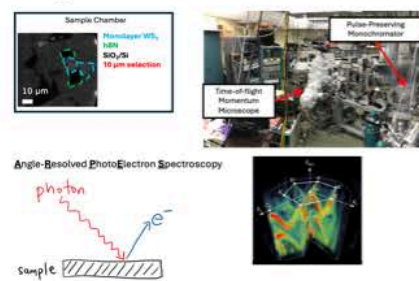 Sample Chamber
Monolayer WS₂
hBN
SiO₂/Si
10 μm selection
10 μm
Pulse-Preserving
Monochromator
Time-of-flight
Momentum
Microscope
Angle-Resolved PhotoElectron Spectroscopy
photon
e-
sample